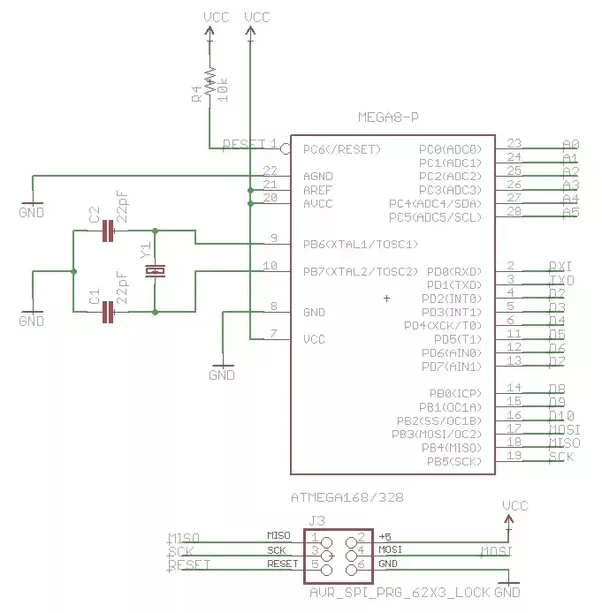 VCC VCC
R4
10k
MEGA8-P
RESET 1 PC6(/RESET) PC0(ADC0) 23 A0
PC1(ADC1) 24 A1
22 AGND PC2(ADC2) 25 A2
21 AREF PC3(ADC3) 26 A3
20 AVCC PC4(ADC4/SDA) 27 A4
PC5(ADC5/SCL) 28 A5
GND
C2
22pF
Y1
9 PB6(XTAL1/TOSC1)
10 PB7(XTAL2/TOSC2) PD0(RXD) 2 RXI
PD1(TXD) 3 TXO
C1
22pF
PD2(INT0) 4 D2
GND
8 GND PD3(INT1) 5 D3
PD4(XCK/T0) 6 D4
7 VCC PD5(T1) 11 D5
PD6(AIN0) 12 D6
PD7(AIN1) 13 D7
GND
PB0(ICP) 14 D8
PB1(OC1A) 15 D9
PB2(SS/OC1B) 16 D10
PB3(MOSI/OC2) 17 MOSI
PB4(MISO) 18 MISO
PB5(SCK) 19 SCK
ATMEGA168/328
VCC
J3
MISO MISO 1 2 +5
SCK SCK 3 4 MOSI MOSI
RESET RESET 5 6 GND
AVR_SPI_PRG_62X3_LOCK GND